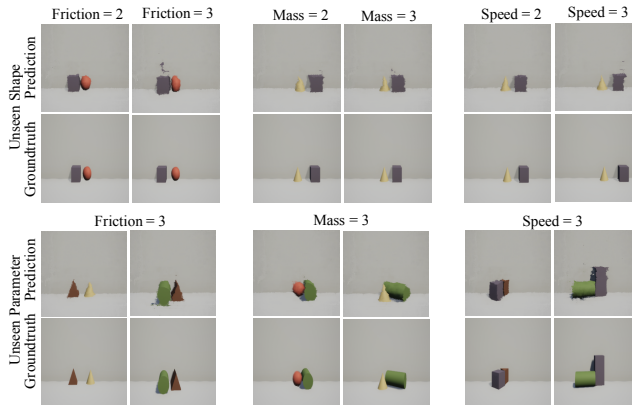 Friction = 2 Friction = 3 Mass = 2 Mass = 3 Speed = 2 Speed = 3
Unseen Shape
Groundtruth Prediction
Friction = 3 Mass = 3 Speed = 3
Unseen Parameter
Groundtruth Prediction